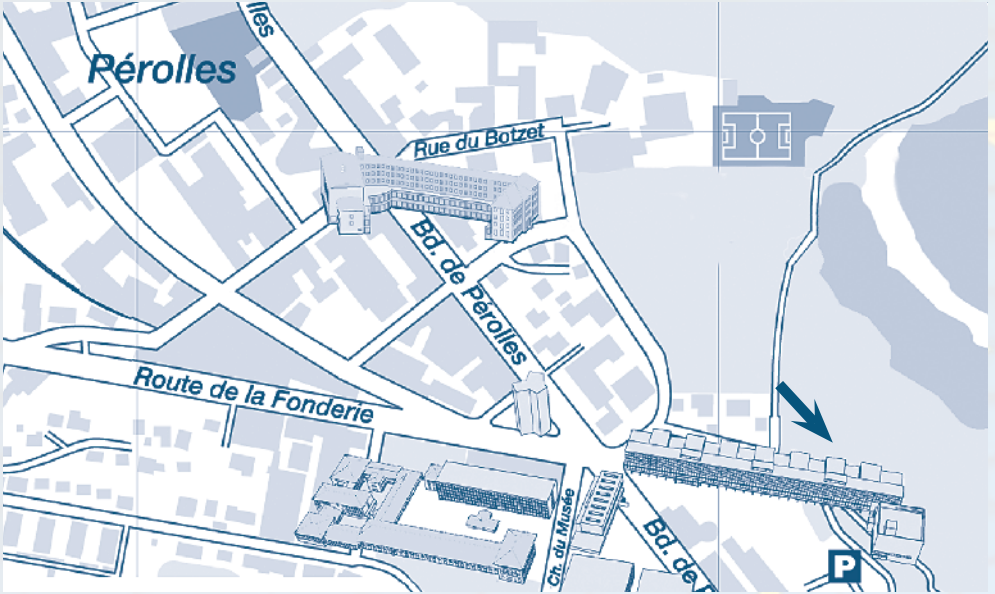 lles
Pérolles
Rue du Botzet
Bd. de Pérolles
Route de la Fonderie
Ch. du Musée
Bd. de P
P